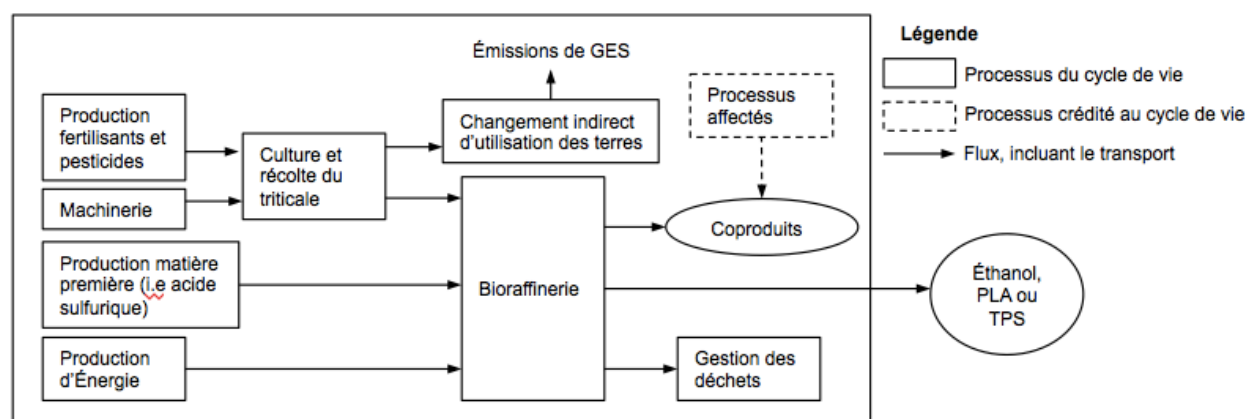 Émissions de GES
Production
fertilisants et
pesticides
Machinerie
Culture et
récolte du
triticale
Changement indirect
d'utilisation des terres
Processus
affectés
Production matière
première (i.e acide
sulfurique)
Bioraffinerie
Coproduits
Production
d'Énergie
Gestion des
déchets
Éthanol,
PLA ou
TPS
Légende
Processus du cycle de vie
Processus crédité au cycle de vie
Flux, incluant le transport